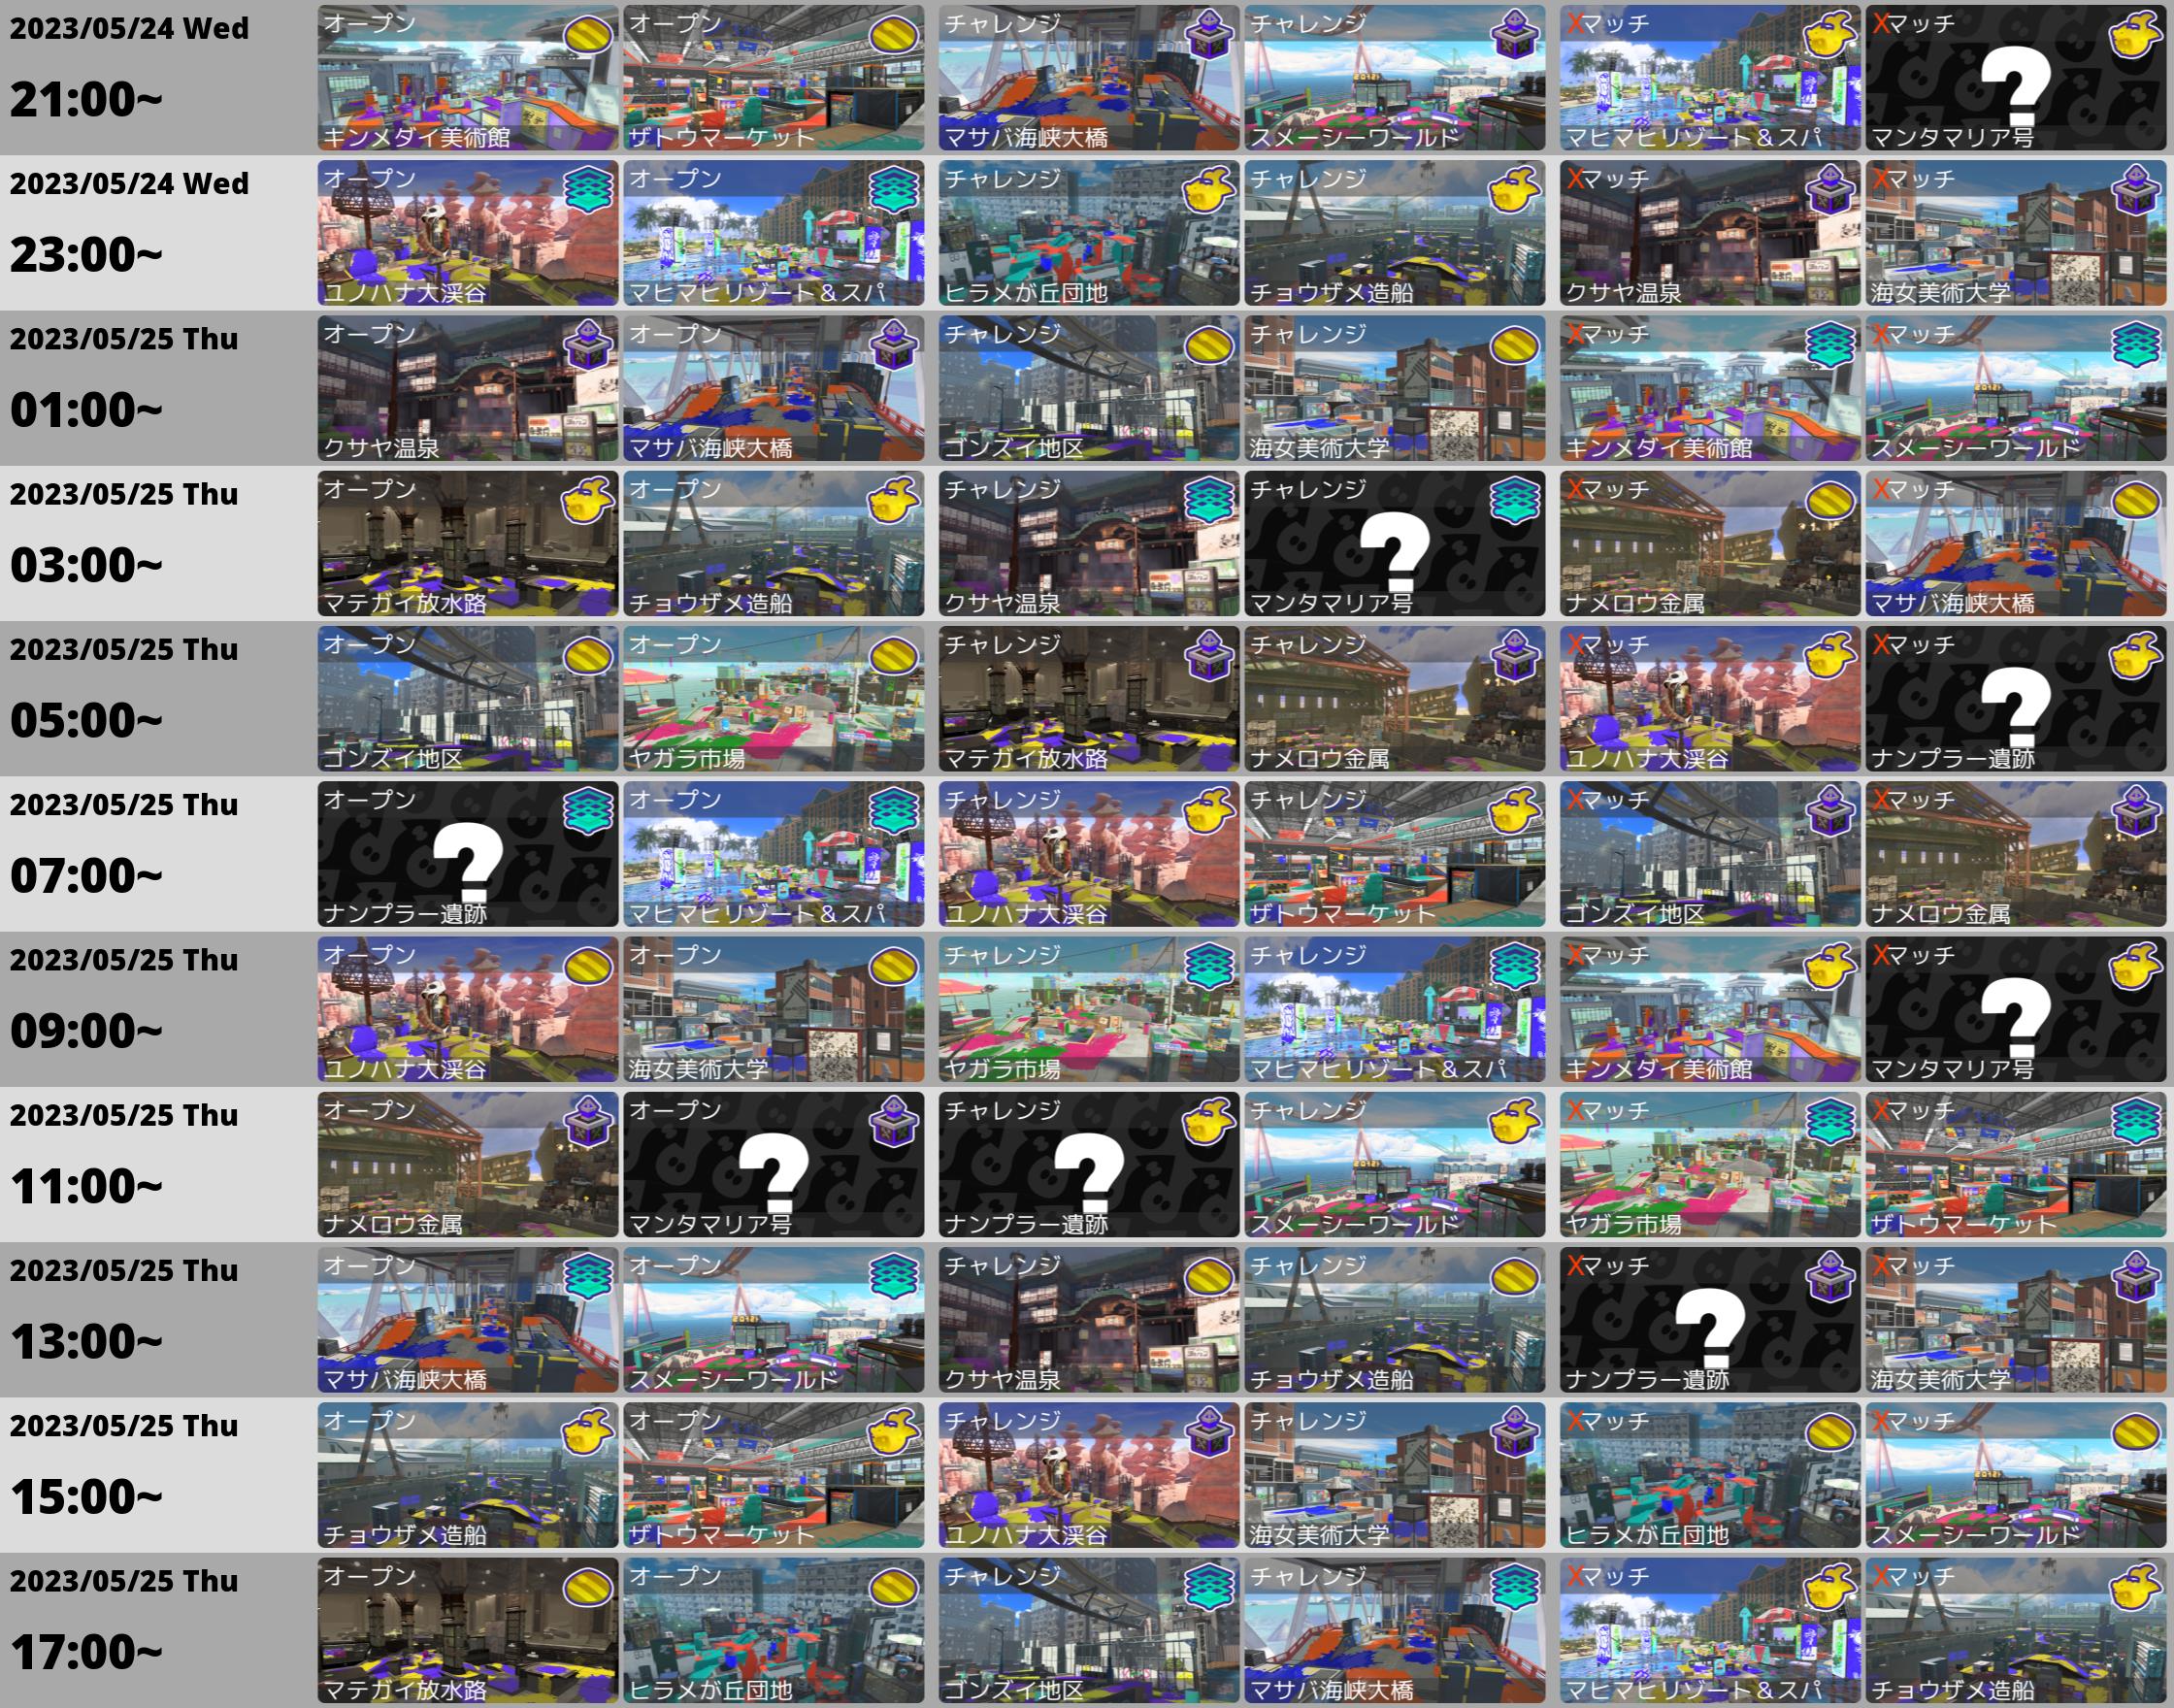 2023/05/24 Wed
21:00~
オープン
キンメダイ美術館
オープン
ザトウマーケット
チャレンジ
マサバ海峡大橋
チャレンジ
スメーシーワールド
Xマッチ
マヒマヒリゾート&スパ
Xマッチ
?
マンタマリア号
2023/05/24 Wed
23:00~
オープン
ユノハナ大渓谷
オープン
マヒマヒリゾート&スパ
チャレンジ
ヒラメが丘団地
チャレンジ
チョウザメ造船
Xマッチ
クサヤ温泉
Xマッチ
海女美術大学
2023/05/25 Thu
01:00~
オープン
クサヤ温泉
オープン
マサバ海峡大橋
チャレンジ
ゴンズイ地区
チャレンジ
海女美術大学
Xマッチ
キンメダイ美術館
Xマッチ
スメーシーワールド
2023/05/25 Thu
03:00~
オープン
マテガイ放水路
オープン
チョウザメ造船
チャレンジ
クサヤ温泉
チャレンジ
?
マンタマリア号
Xマッチ
ナメロウ金属
Xマッチ
マサバ海峡大橋
2023/05/25 Thu
05:00~
オープン
ゴンズイ地区
オープン
ヤガラ市場
チャレンジ
マテガイ放水路
チャレンジ
ナメロウ金属
Xマッチ
ユノハナ大渓谷
Xマッチ
?
ナンプラー遺跡
2023/05/25 Thu
07:00~
オープン
?
ナンプラー遺跡
オープン
マヒマヒリゾート&スパ
チャレンジ
ユノハナ大渓谷
チャレンジ
ザトウマーケット
Xマッチ
ゴンズイ地区
Xマッチ
ナメロウ金属
2023/05/25 Thu
09:00~
オープン
ユノハナ大渓谷
オープン
海女美術大学
チャレンジ
ヤガラ市場
チャレンジ
マヒマヒリゾート&スパ
Xマッチ
キンメダイ美術館
Xマッチ
?
マンタマリア号
2023/05/25 Thu
11:00~
オープン
ナメロウ金属
オープン
?
マンタマリア号
チャレンジ
?
ナンプラー遺跡
チャレンジ
スメーシーワールド
Xマッチ
ヤガラ市場
Xマッチ
ザトウマーケット
2023/05/25 Thu
13:00~
オープン
マサバ海峡大橋
オープン
スメーシーワールド
チャレンジ
クサヤ温泉
チャレンジ
チョウザメ造船
Xマッチ
?
ナンプラー遺跡
Xマッチ
海女美術大学
2023/05/25 Thu
15:00~
オープン
チョウザメ造船
オープン
ザトウマーケット
チャレンジ
ユノハナ大渓谷
チャレンジ
海女美術大学
Xマッチ
ヒラメが丘団地
Xマッチ
スメーシーワールド
2023/05/25 Thu
17:00~
オープン
マテガイ放水路
オープン
ヒラメが丘団地
チャレンジ
ゴンズイ地区
チャレンジ
マサバ海峡大橋
Xマッチ
マヒマヒリゾート&スパ
Xマッチ
チョウザメ造船